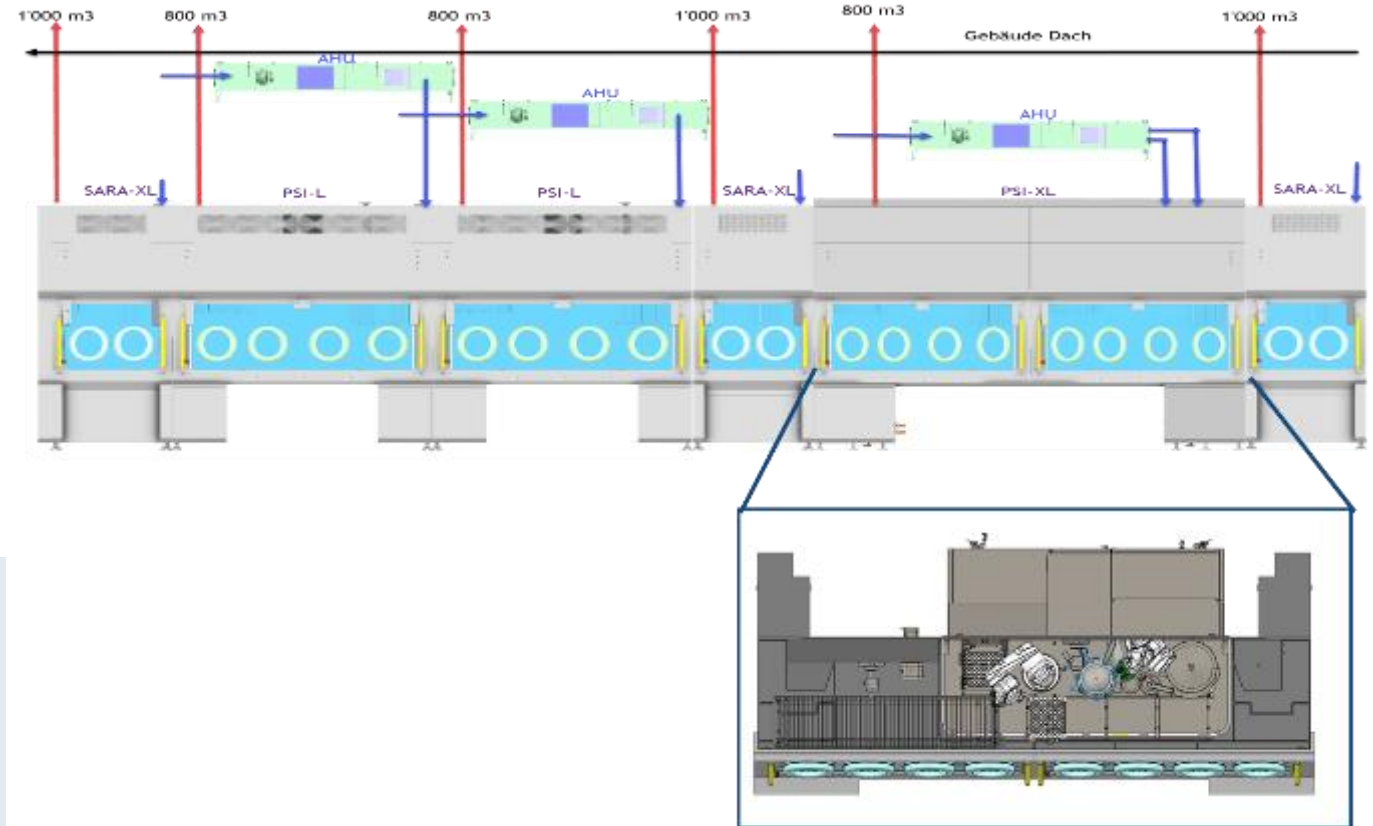 1'000 m3
800 m3
800 m3
1'000 m3
800 m3
1'000 m3
Gebäude Dach
AHU
AHU
AHU
SARA-XL
PSI-L
PSI-L
SARA-XL
PSI-XL
SARA-XL